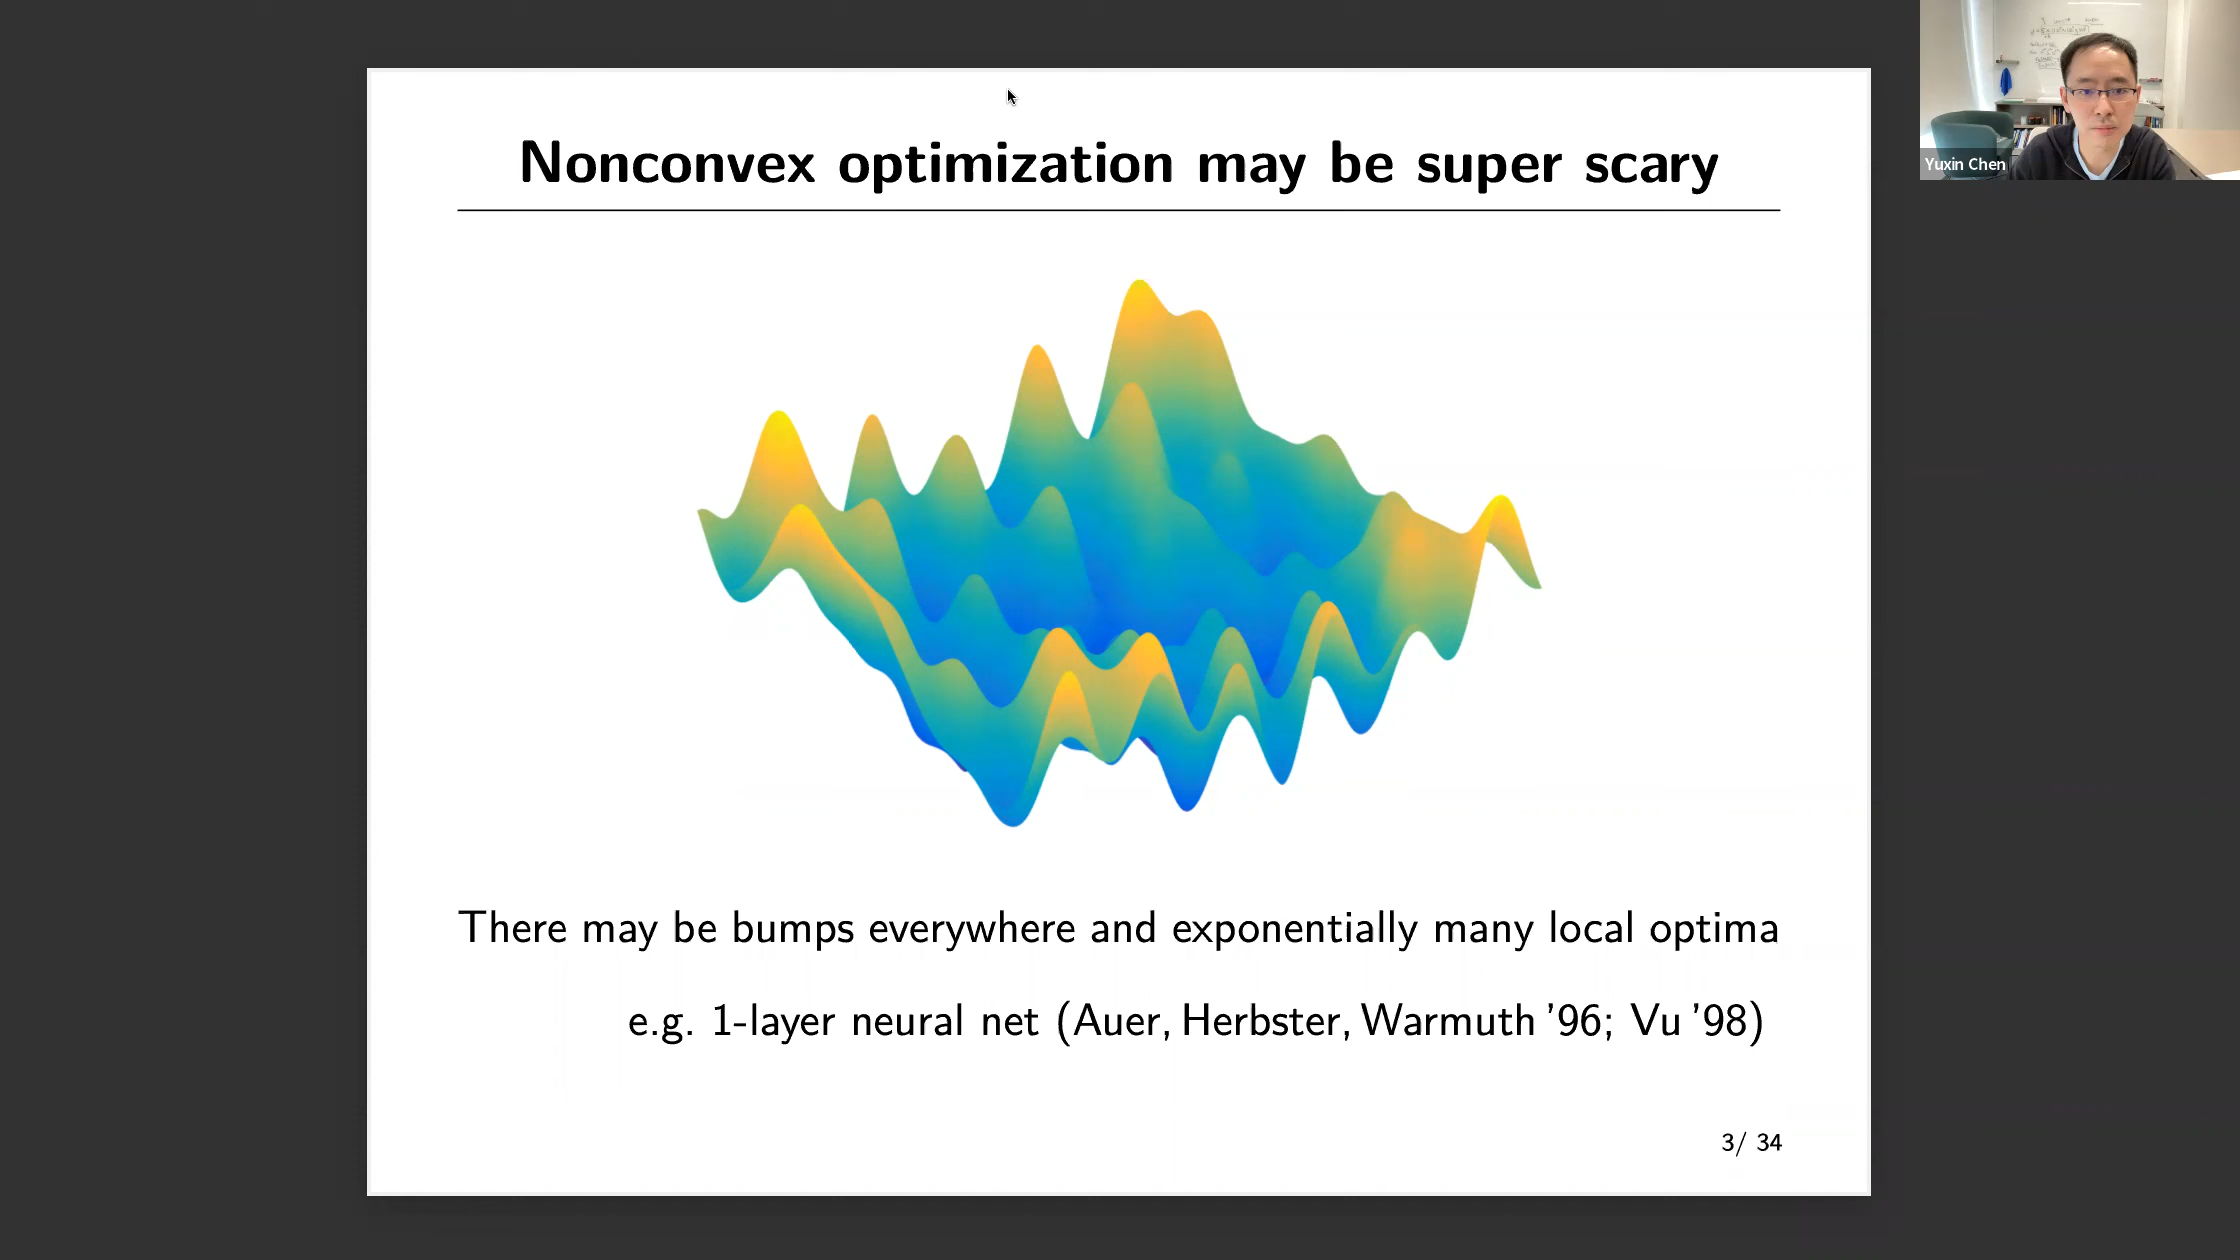 Nonconvex optimization may be super scary
There may be bumps everywhere and exponentially many local optima
e.g. 1-layer neural net (Auer, Herbster, Warmuth ’96; Vu ’98)
3/ 34
Yuxin Chen